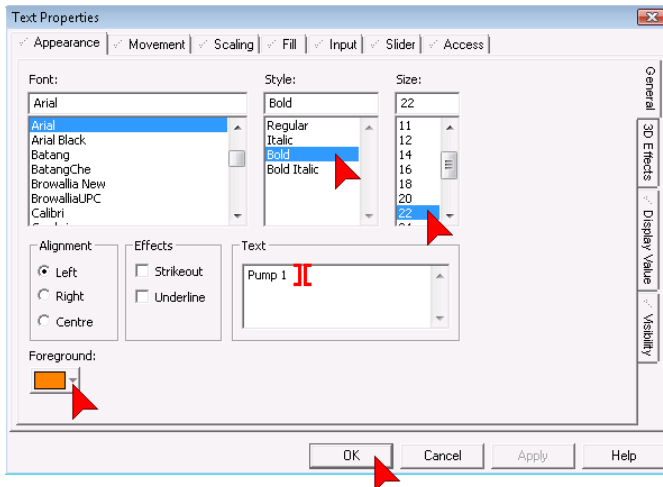 Text Properties
Appearance Movement Scaling Fill Input Slider Access
Font: Style: Size:
Arial Bold 22
Arial Regular 11
Arial Black Italic 12
Batang Bold 14
BatangChe Bold Italic 16
Browallia New 18
BrowalliaUPC 20
Calibri 22
Alignment Effects Text
Left Strikeout Pump 1
Right Underline
Centre
Foreground:
OK Cancel Apply Help
General
3D Effects
Display Value
Visibility